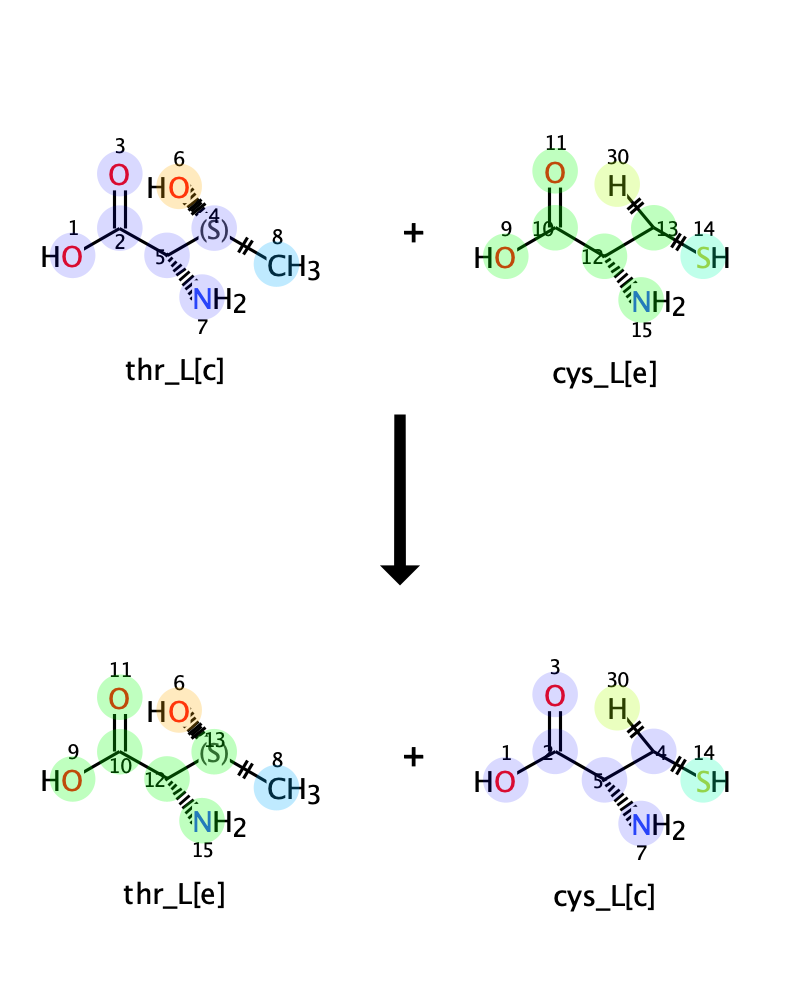 3 6 11 30
HO O HO (S) CH3 NH2 + HO O H SH NH2
1 2 4 5 7 8 9 10 12 13 14 15
thr_L[c] cys_L[e]
11 6 3 30
HO O HO (S) CH3 NH2 + HO O H SH NH2
9 10 13 12 8 15 1 2 5 4 14 7
thr_L[e] cys_L[c]